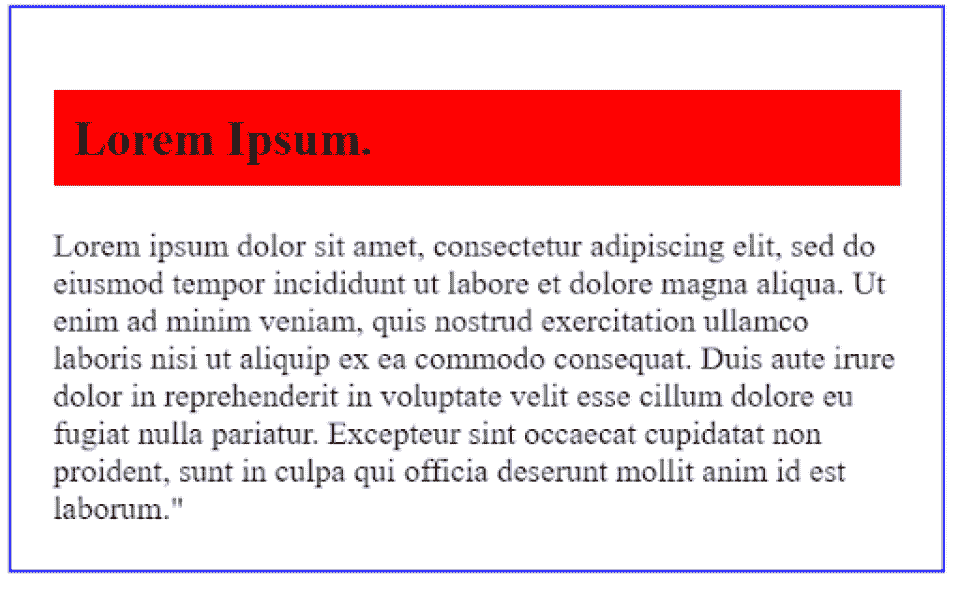 Lorem Ipsum.
Lorem ipsum dolor sit amet, consectetur adipiscing elit, sed do
eiusmod tempor incididunt ut labore et dolore magna aliqua. Ut
enim ad minim veniam, quis nostrud exercitation ullamco
laboris nisi ut aliquip ex ea commodo consequat. Duis aute irure
dolor in reprehenderit in voluptate velit esse cillum dolore eu
fugiat nulla pariatur. Excepteur sint occaecat cupidatat non
proident, sunt in culpa qui officia deserunt mollit anim id est
laborum."